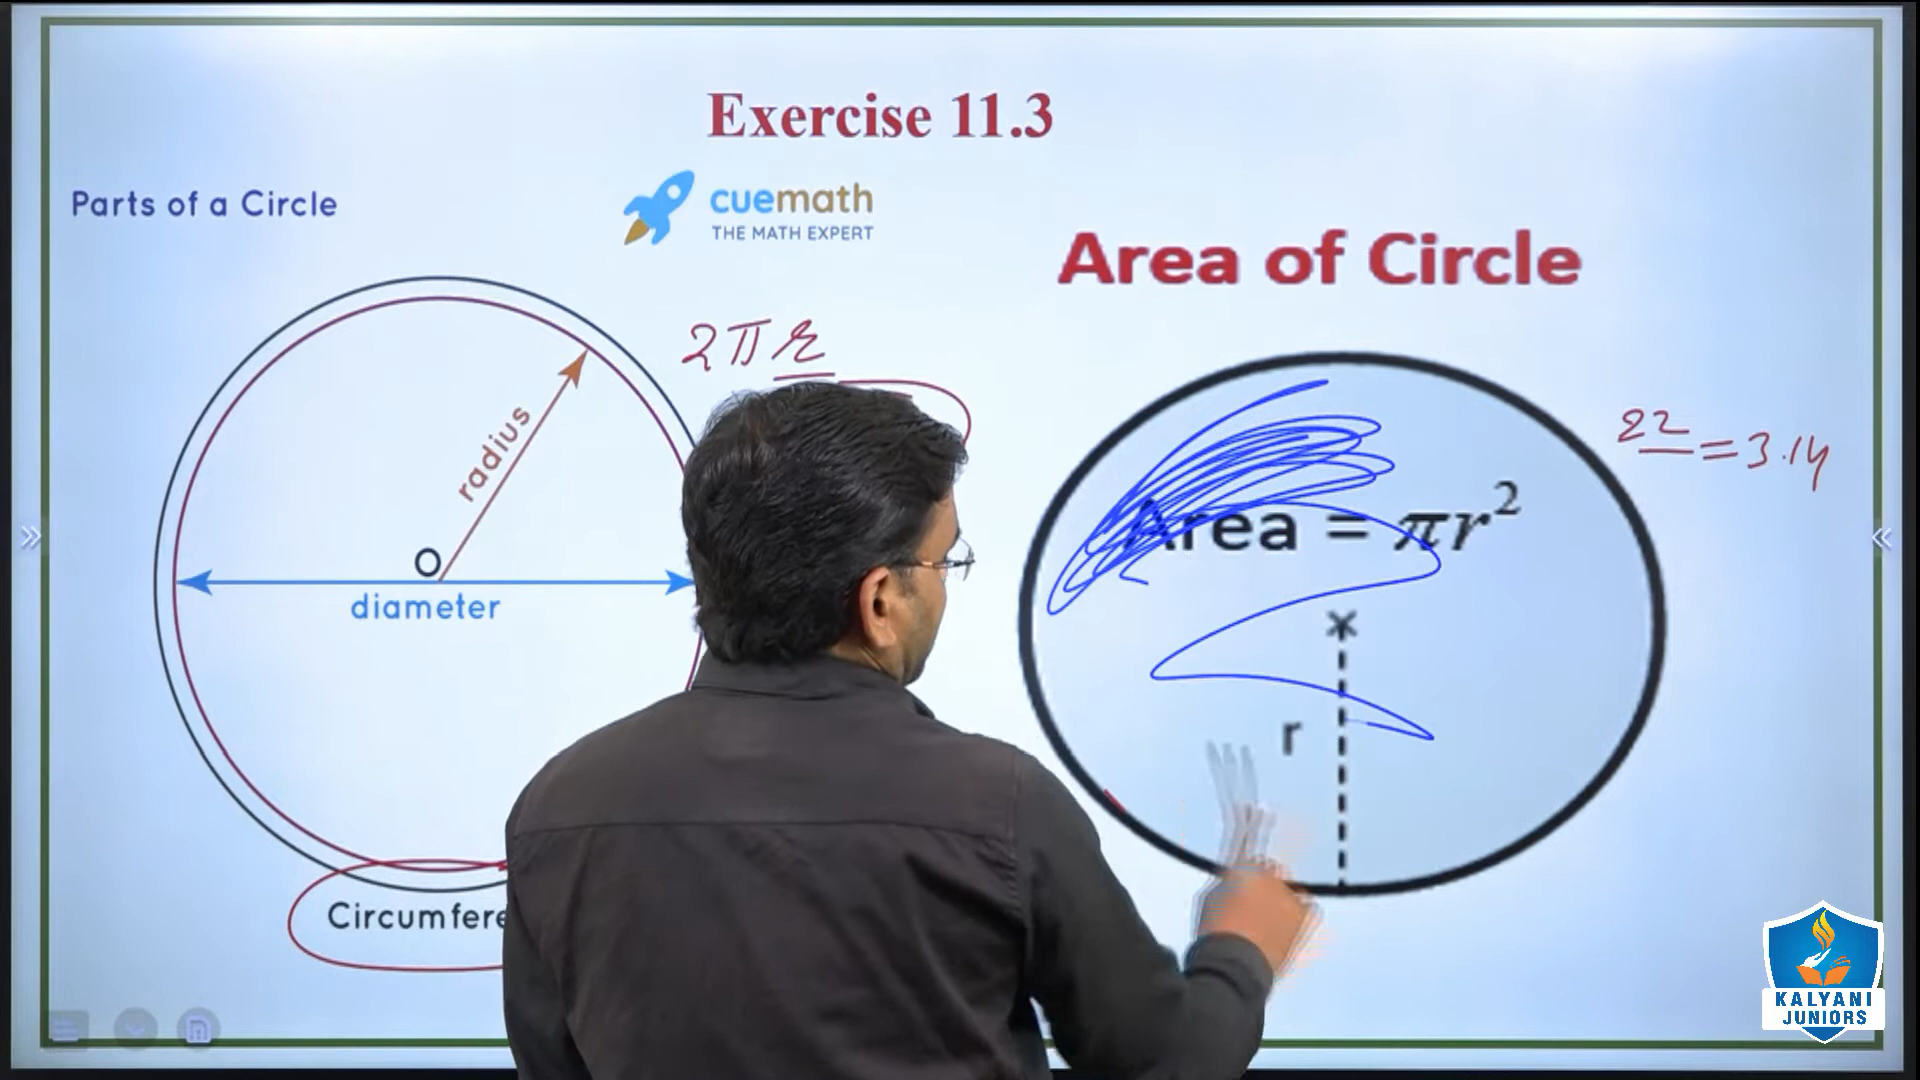 Exercise 11.3
Parts of a Circle
cuemath
THE MATH EXPERT
Area of Circle
2πr
22 = 3.14
radius
Area = πr²
O
diameter
r
Circumfere
KALYANI
JUNIORS